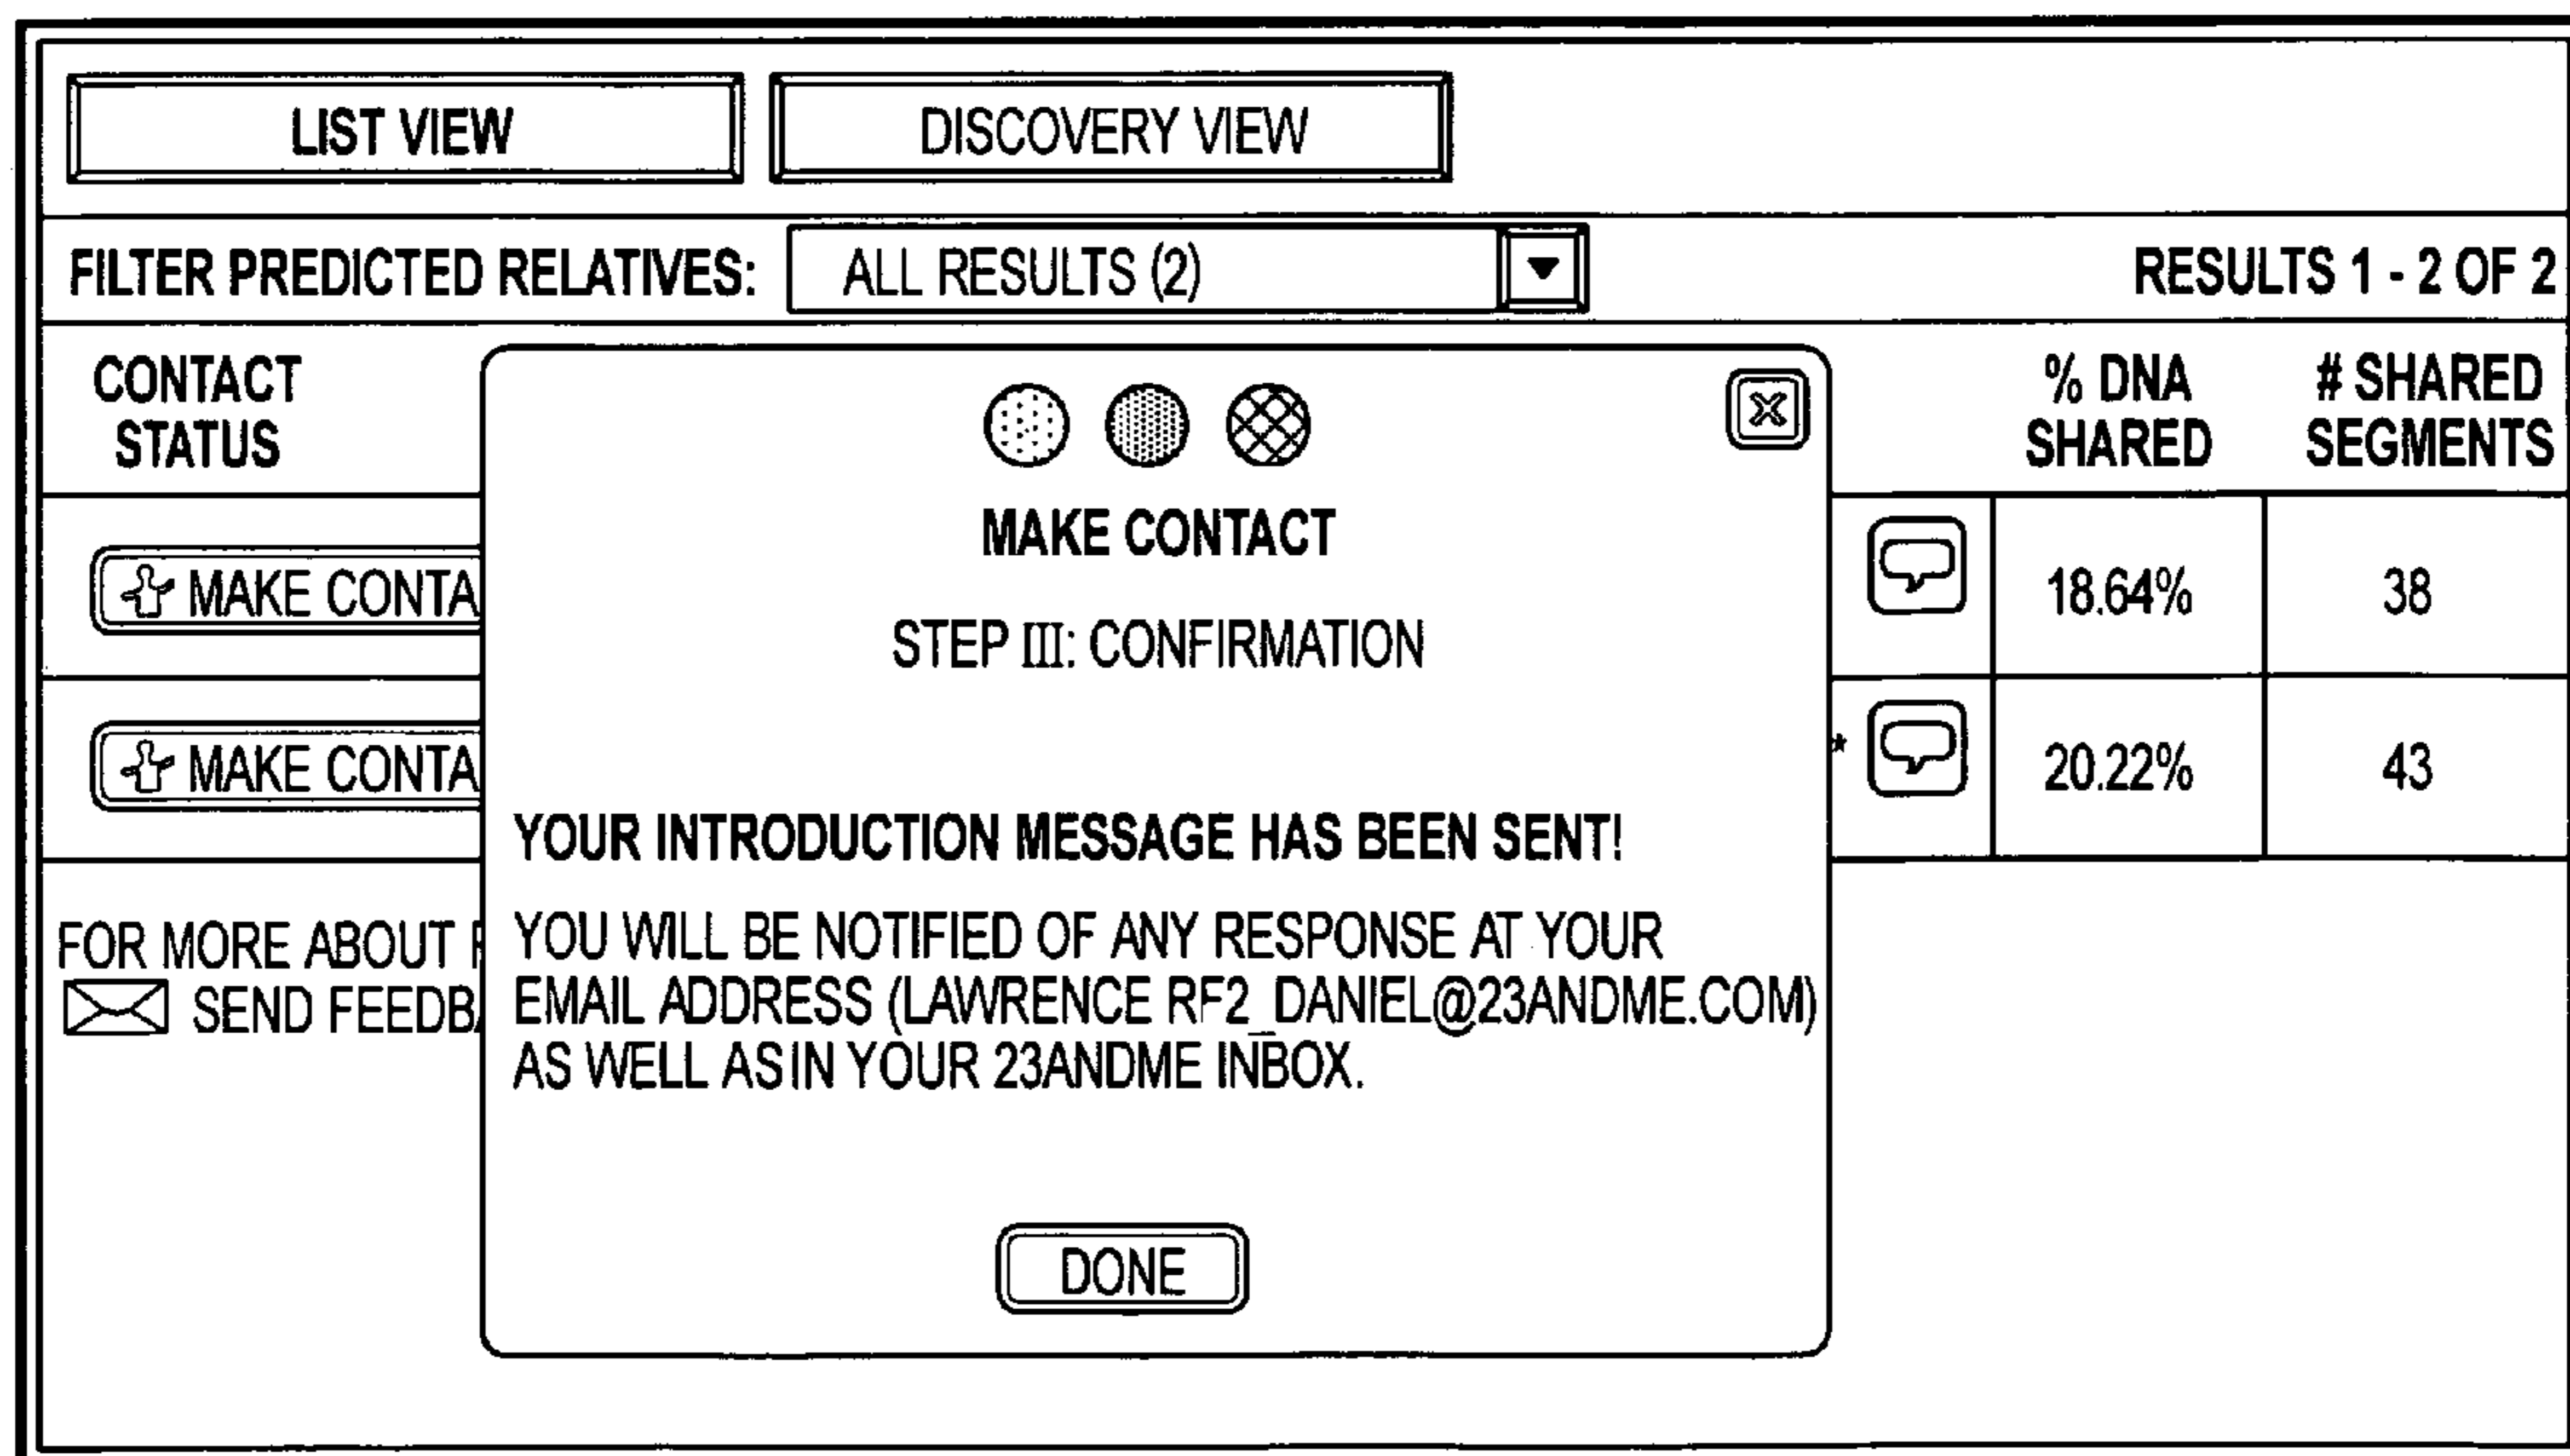 LIST VIEW DISCOVERY VIEW
FILTER PREDICTED RELATIVES: ALL RESULTS (2) RESULTS 1 - 2 OF 2
CONTACT STATUS % DNA SHARED # SHARED SEGMENTS
MAKE CONTACT
STEP III: CONFIRMATION
MAKE CONTA 18.64% 38
MAKE CONTA * 20.22% 43
YOUR INTRODUCTION MESSAGE HAS BEEN SENT!
YOU WILL BE NOTIFIED OF ANY RESPONSE AT YOUR
EMAIL ADDRESS (LAWRENCE RF2_DANIEL@23ANDME.COM)
AS WELL AS IN YOUR 23ANDME INBOX.
FOR MORE ABOUT
SEND FEEDBA
DONE